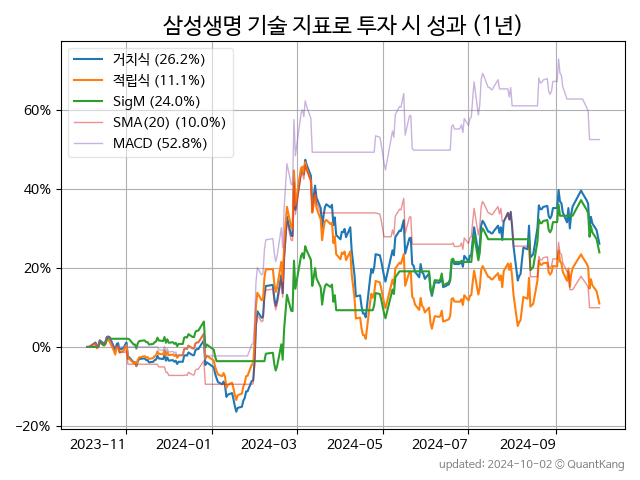 삼성생명 기술 지표로 투자 시 성과 (1년)
거치식 (26.2%)
적립식 (11.1%)
SigM (24.0%)
SMA(20) (10.0%)
MACD (52.8%)
60%
40%
20%
0%
−20%
2023−11 2024−01 2024−03 2024−05 2024−07 2024−09
updated: 2024-10-02 © QuantKang